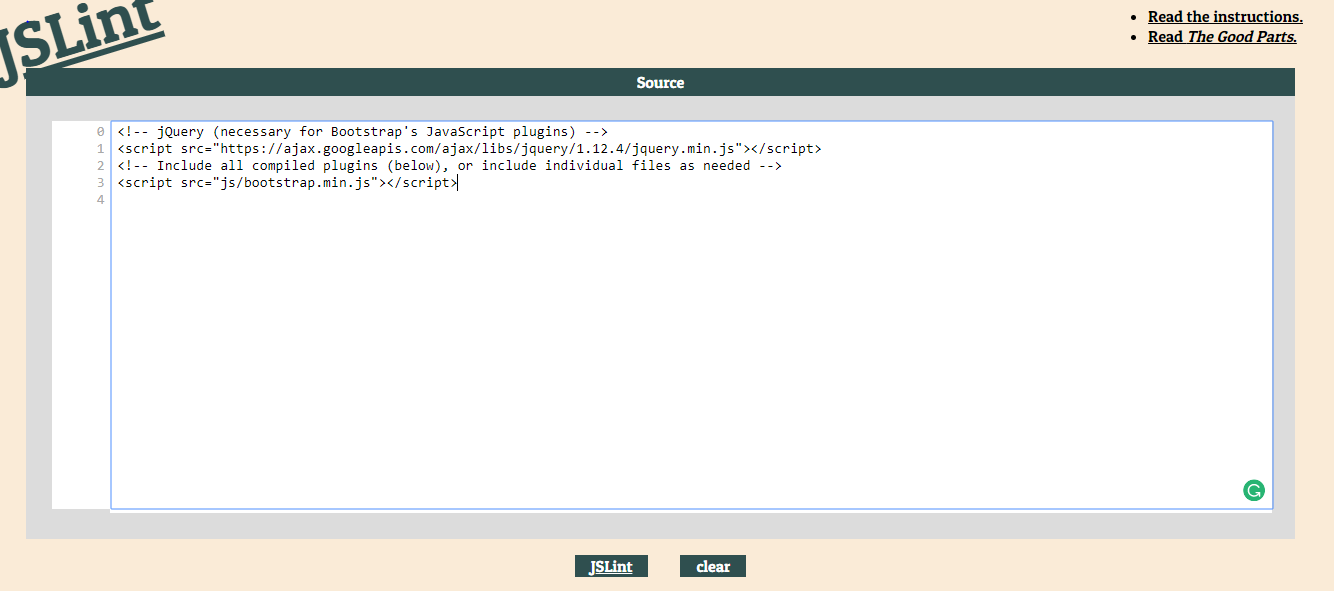 JSLint
Read the instructions.
Read The Good Parts.
Source
0 <!-- jQuery (necessary for Bootstrap's JavaScript plugins) -->
1 <script src="https://ajax.googleapis.com/ajax/libs/jquery/1.12.4/jquery.min.js"></script>
2 <!-- Include all compiled plugins (below), or include individual files as needed -->
3 <script src="js/bootstrap.min.js"></script>
4
JSLint clear